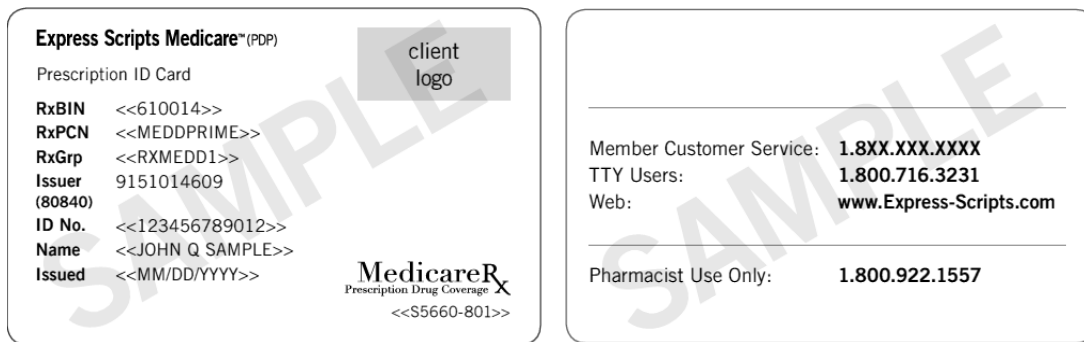 Express Scripts Medicare™ (PDP)
client
logo
Prescription ID Card
RxBIN <<610014>>
RxPCN <<MEDDPRIME>>
RxGrp <<RXMEDD1>>
Issuer 9151014609
(80840)
ID No. <<123456789012>>
Name <<JOHN Q SAMPLE>>
Issued <<MM/DD/YYYY>>
MedicareRx
Prescription Drug Coverage
<<S5660-801>>
SAMPLE
Member Customer Service: 1.8XX.XXX.XXXX
TTY Users: 1.800.716.3231
Web: www.Express-Scripts.com
Pharmacist Use Only: 1.800.922.1557
SAMPLE